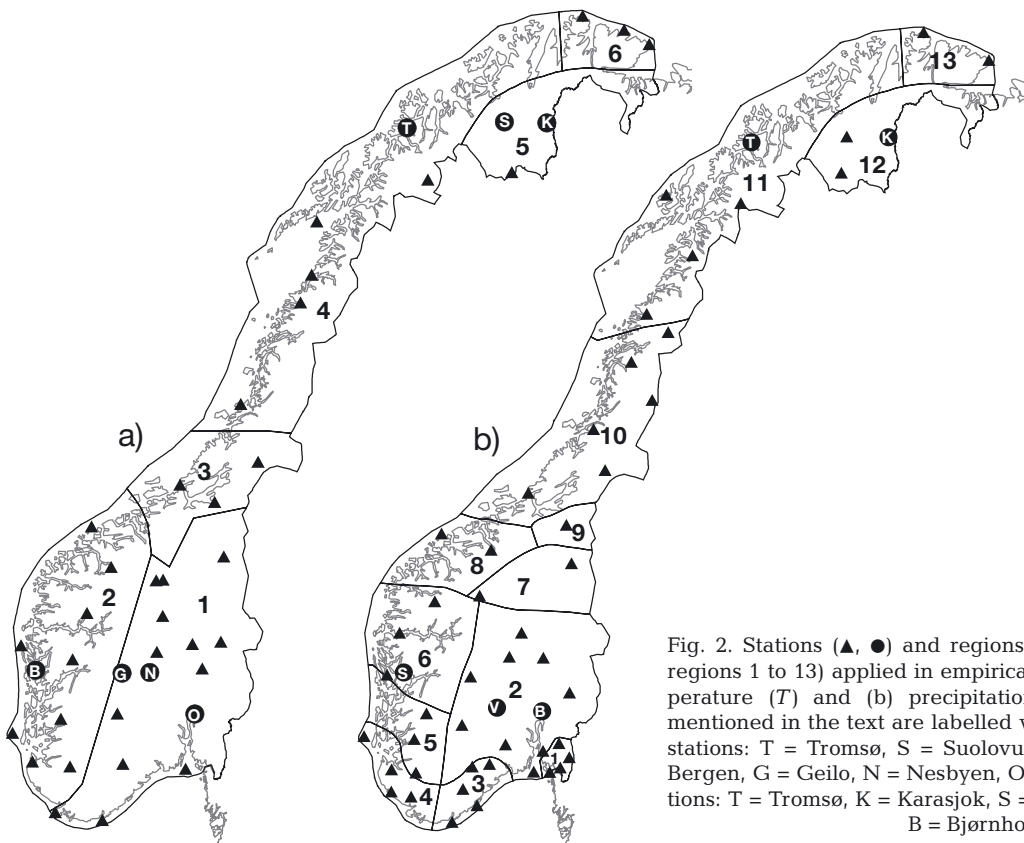 a)
6
T
S
K
5
4
3
2
1
B
G
N
O
b)
13
T
K
12
11
10
9
8
7
6
S
2
V
B
5
1
3
4
Fig. 2. Stations (▲, ●) and regions
regions 1 to 13) applied in empirica
perature (T) and (b) precipitation
mentioned in the text are labelled
stations: T = Tromsø, S = Suolovu
Bergen, G = Geilo, N = Nesbyen, O
tions: T = Tromsø, K = Karasjok, S =
B = Bjørnho